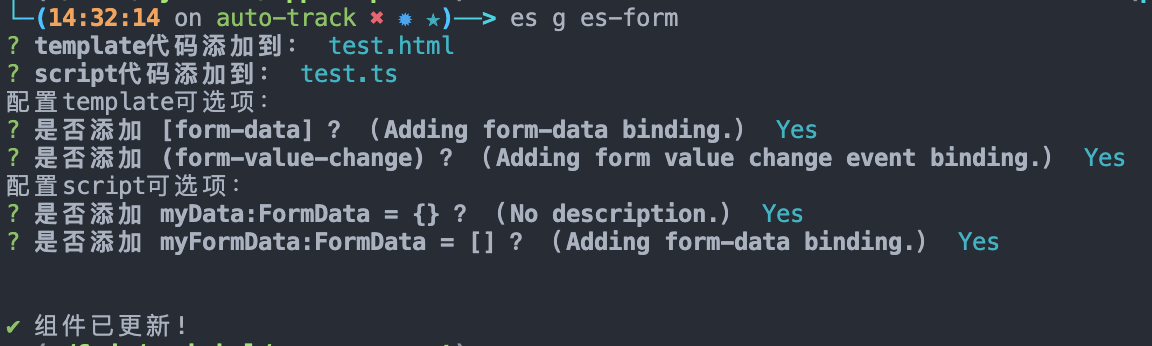 (14:32:14 on auto-track ✖ ✹ ★)──> es g es-form
? template代码添加到： test.html
? script代码添加到： test.ts
配置template可选项：
? 是否添加 [form-data] ? （Adding form-data binding.） Yes
? 是否添加 (form-value-change) ? （Adding form value change event binding.） Yes
配置script可选项：
? 是否添加 myData:FormData = {} ? （No description.） Yes
? 是否添加 myFormData:FormData = [] ? （Adding form-data binding.） Yes
✔ 组件已更新！